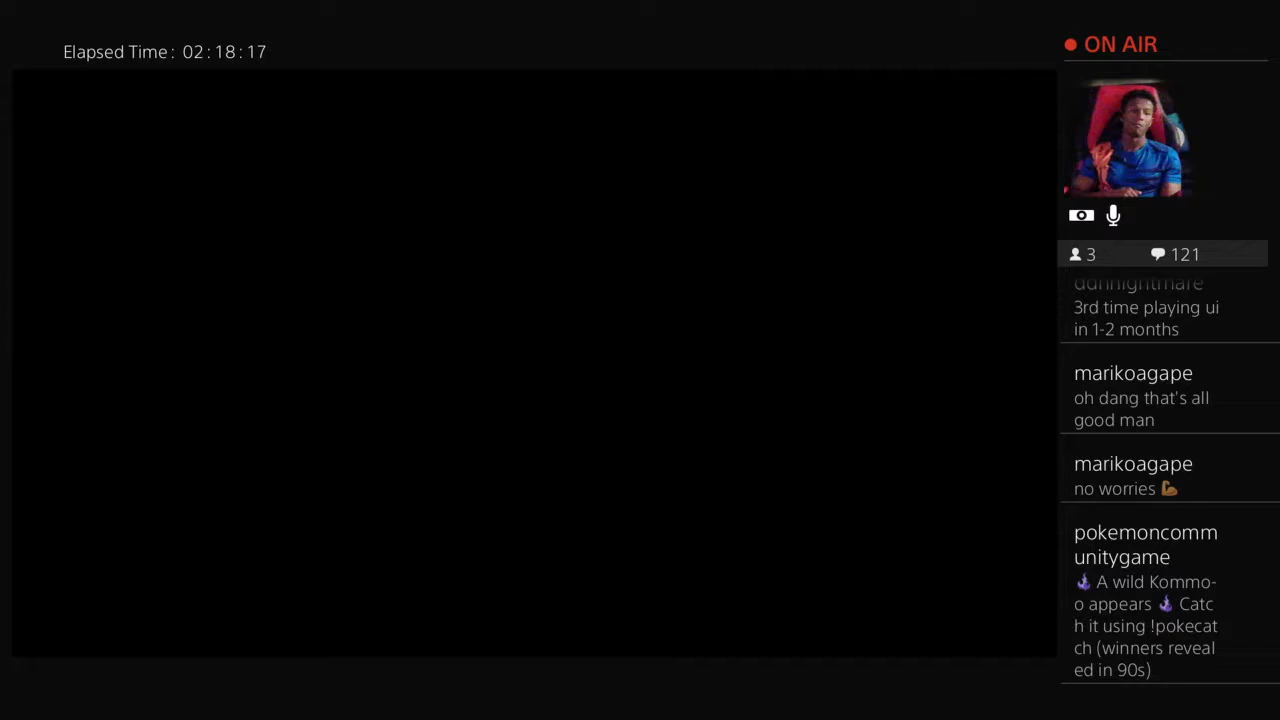 Elapsed Time: 02:18:17
ON AIR
3
121
ddnnightmare
3rd time playing ui
in 1-2 months
marikoagape
oh dang that's all
good man
marikoagape
no worries 💪🏾
pokemoncomm
unitygame
A wild Kommo-
o appears Catc
h it using !pokecat
ch (winners reveal
ed in 90s)